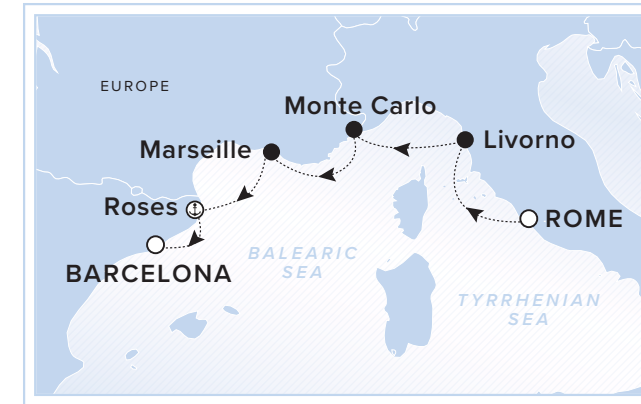 EUROPE
Monte Carlo
Livorno
Marseille
Roses
ROME
BARCELONA
BALEARIC
SEA
TYRRHENIAN
SEA